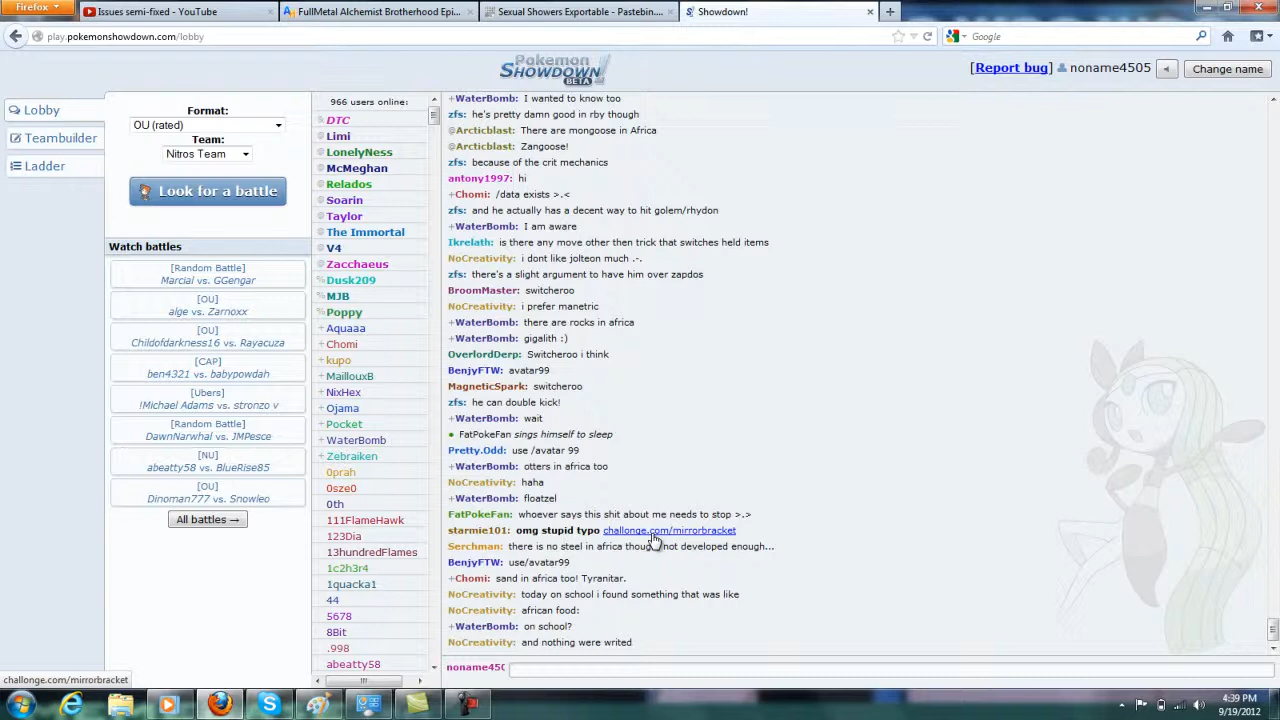 Firefox
Issues semi-fixed - YouTube
FullMetal Alchemist Brotherhood Epi...
Sexual Showers Exportable - Pastebin....
Showdown!
play.pokemonshowdown.com/lobby
Google
Pokemon
SHOWDOWN!
BETA
[Report bug]
noname4505
Change name
Lobby
Teambuilder
Ladder
Format:
OU (rated)
Team:
Nitros Team
Look for a battle
Watch battles
[Random Battle]
Marcial vs. GGengar
[OU]
alge vs. Zarnoxx
[OU]
Childofdarkness16 vs. Rayacuza
[CAP]
ben4321 vs. babypowdah
[Ubers]
!Michael Adams vs. stronzo v
[Random Battle]
DawnNarwhal vs. JMPesce
[NU]
abeatty58 vs. BlueRise85
[OU]
Dinoman777 vs. Snowleo
All battles →
966 users online:
@DTC
@Limi
@LonelyNess
@McMeghan
@Relados
@Soarin
@Taylor
@The Immortal
@V4
@Zacchaeus
%Dusk209
%MJB
%Poppy
+Aquaaa
+Chomi
+kupo
+MaillouxB
+NixHex
+Ojama
+Pocket
+WaterBomb
+Zebraiken
0prah
0sze0
0th
111FlameHawk
123Dia
13hundredFlames
1c2h3r4
1quacka1
44
5678
8Bit
.998
abeatty58
+WaterBomb: I wanted to know too
zfs: he's pretty damn good in rby though
@Arcticblast: There are mongoose in Africa
@Arcticblast: Zangoose!
zfs: because of the crit mechanics
antony1997: hi
+Chomi: /data exists >.<
zfs: and he actually has a decent way to hit golem/rhydon
+WaterBomb: I am aware
Ikrelath: is there any move other then trick that switches held items
NoCreativity: i dont like jolteon much .-.
zfs: there's a slight argument to have him over zapdos
BroomMaster: switcheroo
NoCreativity: i prefer manetric
+WaterBomb: there are rocks in africa
+WaterBomb: gigalith :)
OverlordDerp: Switcheroo i think
BenjyFTW: avatar99
MagneticSpark: switcheroo
zfs: he can double kick!
+WaterBomb: wait
• FatPokeFan sings himself to sleep
Pretty.Odd: use /avatar 99
+WaterBomb: otters in africa too
NoCreativity: haha
+WaterBomb: floatzel
FatPokeFan: whoever says this shit about me needs to stop >.>
starmie101: omg stupid typo challonge.com/mirrorbracket
Serchman: there is no steel in africa though not developed enough...
BenjyFTW: use/avatar99
+Chomi: sand in africa too! Tyranitar.
NoCreativity: today on school i found something that was like
NoCreativity: african food:
+WaterBomb: on school?
NoCreativity: and nothing were writed
noname450
challonge.com/mirrorbracket
4:39 PM
9/19/2012